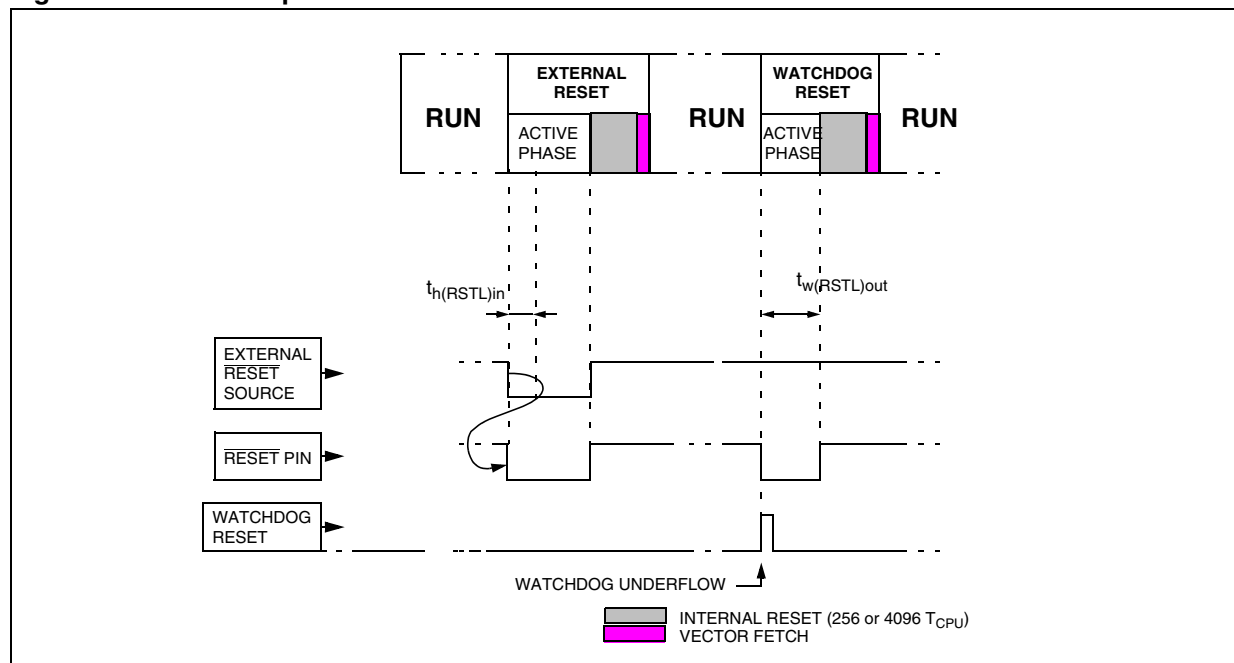 EXTERNAL
RESET
WATCHDOG
RESET
RUN
RUN
RUN
ACTIVE
PHASE
ACTIVE
PHASE
th(RSTL)in
tw(RSTL)out
EXTERNAL
RESET
SOURCE
RESET PIN
WATCHDOG
RESET
WATCHDOG UNDERFLOW
INTERNAL RESET (256 or 4096 TCPU)
VECTOR FETCH